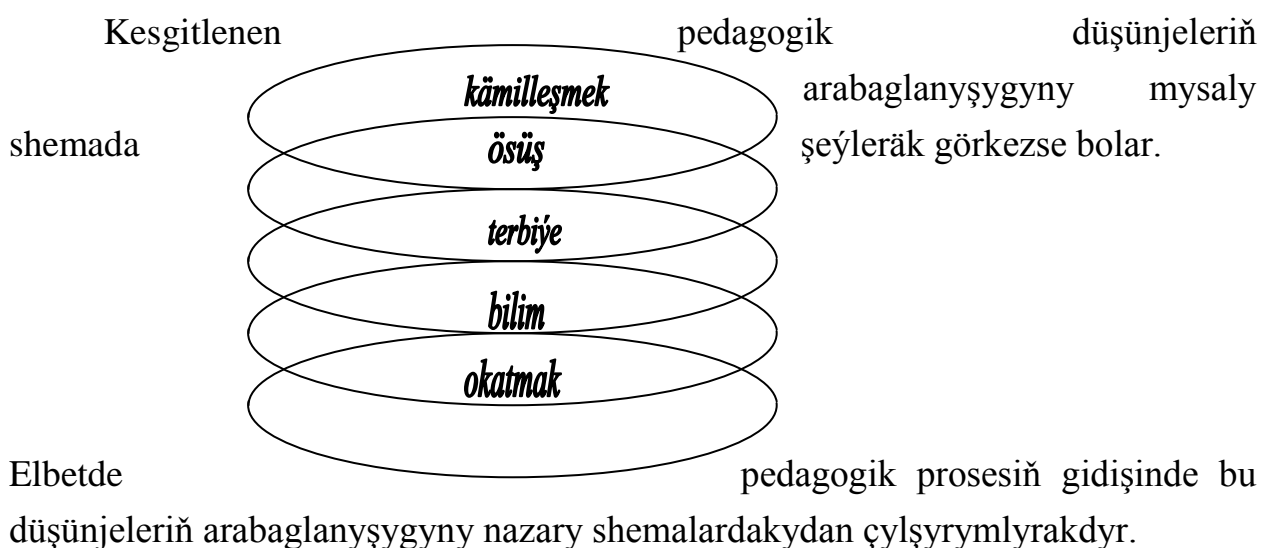 Kesgitlenen pedagogik düşünjeleriň
kämilleşmek
arabaglanyşygyny mysaly
shemada
ösüş
şeýleräk görkezse bolar.
terbiýe
bilim
okatmak
Elbetde pedagogik prosesiň gidişinde bu
düşünjeleriň arabaglanyşygyny nazary shemalardakydan çylşyrymlyrakdyr.